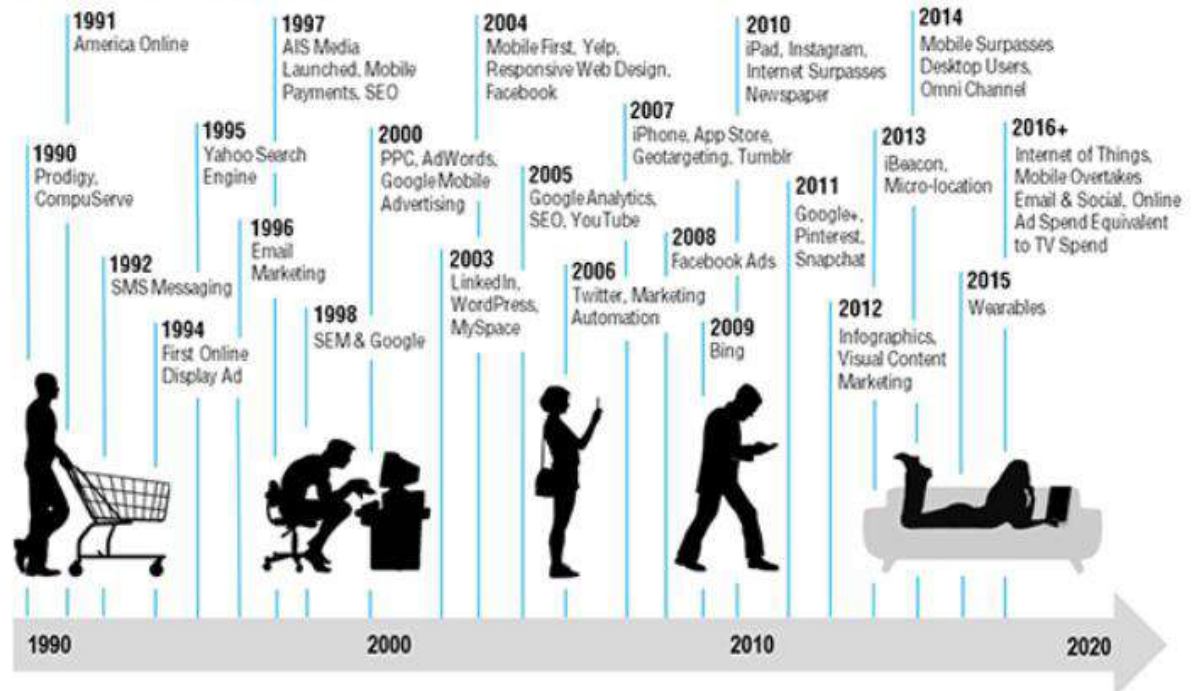 1990
Prodigy,
CompuServe
1991
America Online
1992
SMS Messaging
1994
First Online
Display Ad
1995
Yahoo Search
Engine
1996
Email
Marketing
1997
AIS Media
Launched, Mobile
Payments, SEO
1998
SEM & Google
2000
PPC, AdWords,
Google Mobile
Advertising
2003
LinkedIn,
WordPress,
MySpace
2004
Mobile First, Yelp,
Responsive Web Design,
Facebook
2005
Google Analytics,
SEO, YouTube
2006
Twitter, Marketing
Automation
2007
iPhone, App Store,
Geotargeting, Tumblr
2008
Facebook Ads
2009
Bing
2010
iPad, Instagram,
Internet Surpasses
Newspaper
2011
Google+,
Pinterest,
Snapchat
2012
Infographics,
Visual Content
Marketing
2013
iBeacon,
Micro-location
2014
Mobile Surpasses
Desktop Users,
Omni Channel
2015
Wearables
2016+
Internet of Things,
Mobile Overtakes
Email & Social, Online
Ad Spend Equivalent
to TV Spend
1990
2000
2010
2020